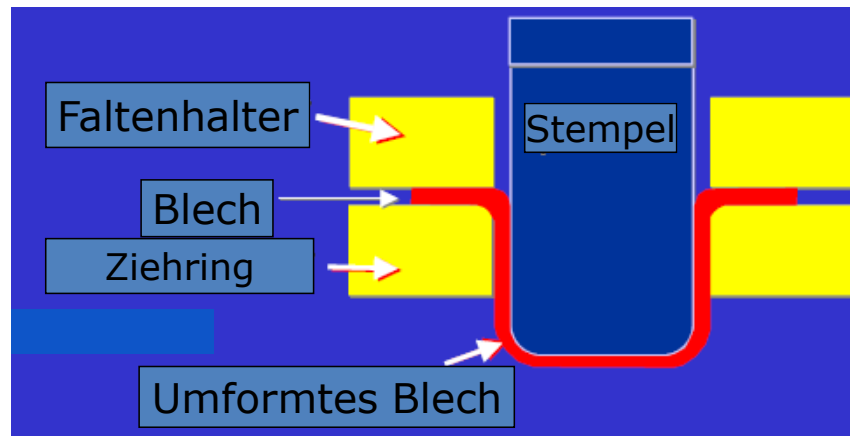 Faltenhalter
Stempel
Blech
Ziehring
Umformtes Blech